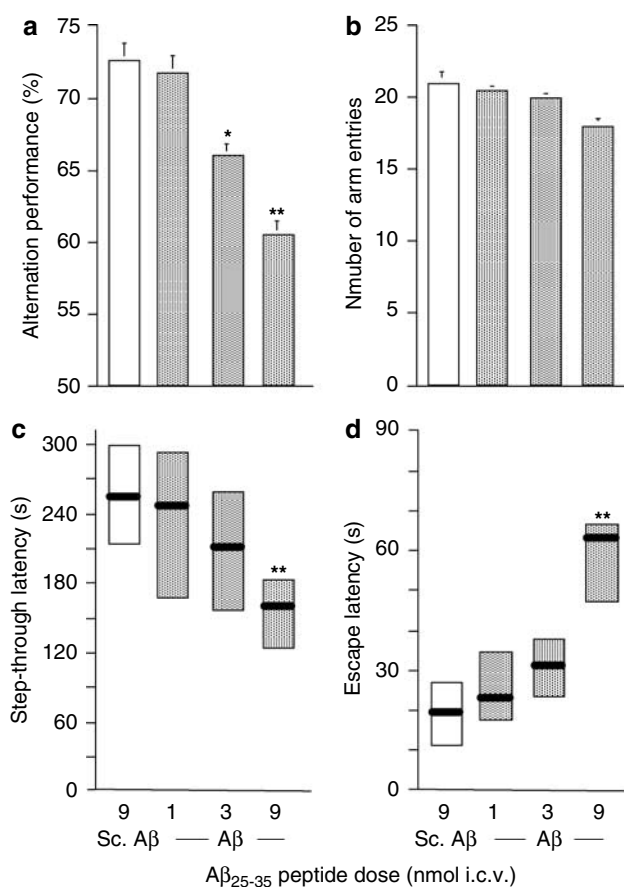 a
b
Alternation performance (%)
75
70
65
60
55
50
*
**
Nmuber of arm entries
25
20
15
10
5
0
c
d
Step-through latency (s)
300
240
180
120
60
0
**
Escape latency (s)
90
60
30
0
**
9 1 3 9
Sc. Aβ Aβ
9 1 3 9
Sc. Aβ Aβ
Aβ25-35 peptide dose (nmol i.c.v.)